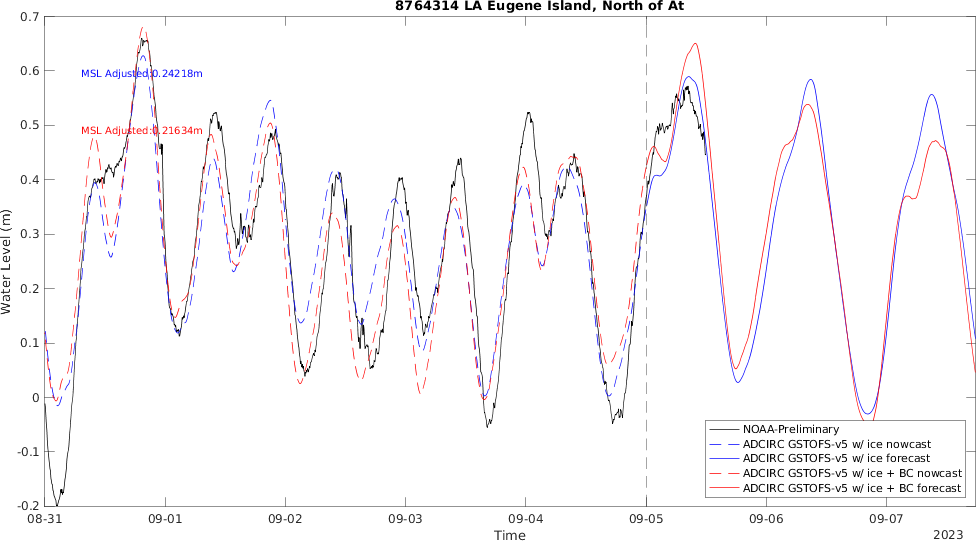 8764314 LA Eugene Island, North of At
0.7
0.6
0.5
0.4
0.3
0.2
0.1
0
-0.1
-0.2
Water Level (m)
MSL Adjusted:0.24218m
MSL Adjusted:0.21634m
NOAA-Preliminary
ADCIRC GSTOFS-v5 w/ ice nowcast
ADCIRC GSTOFS-v5 w/ ice forecast
ADCIRC GSTOFS-v5 w/ ice + BC nowcast
ADCIRC GSTOFS-v5 w/ ice + BC forecast
08-31 09-01 09-02 09-03 09-04 09-05 09-06 09-07
Time
2023